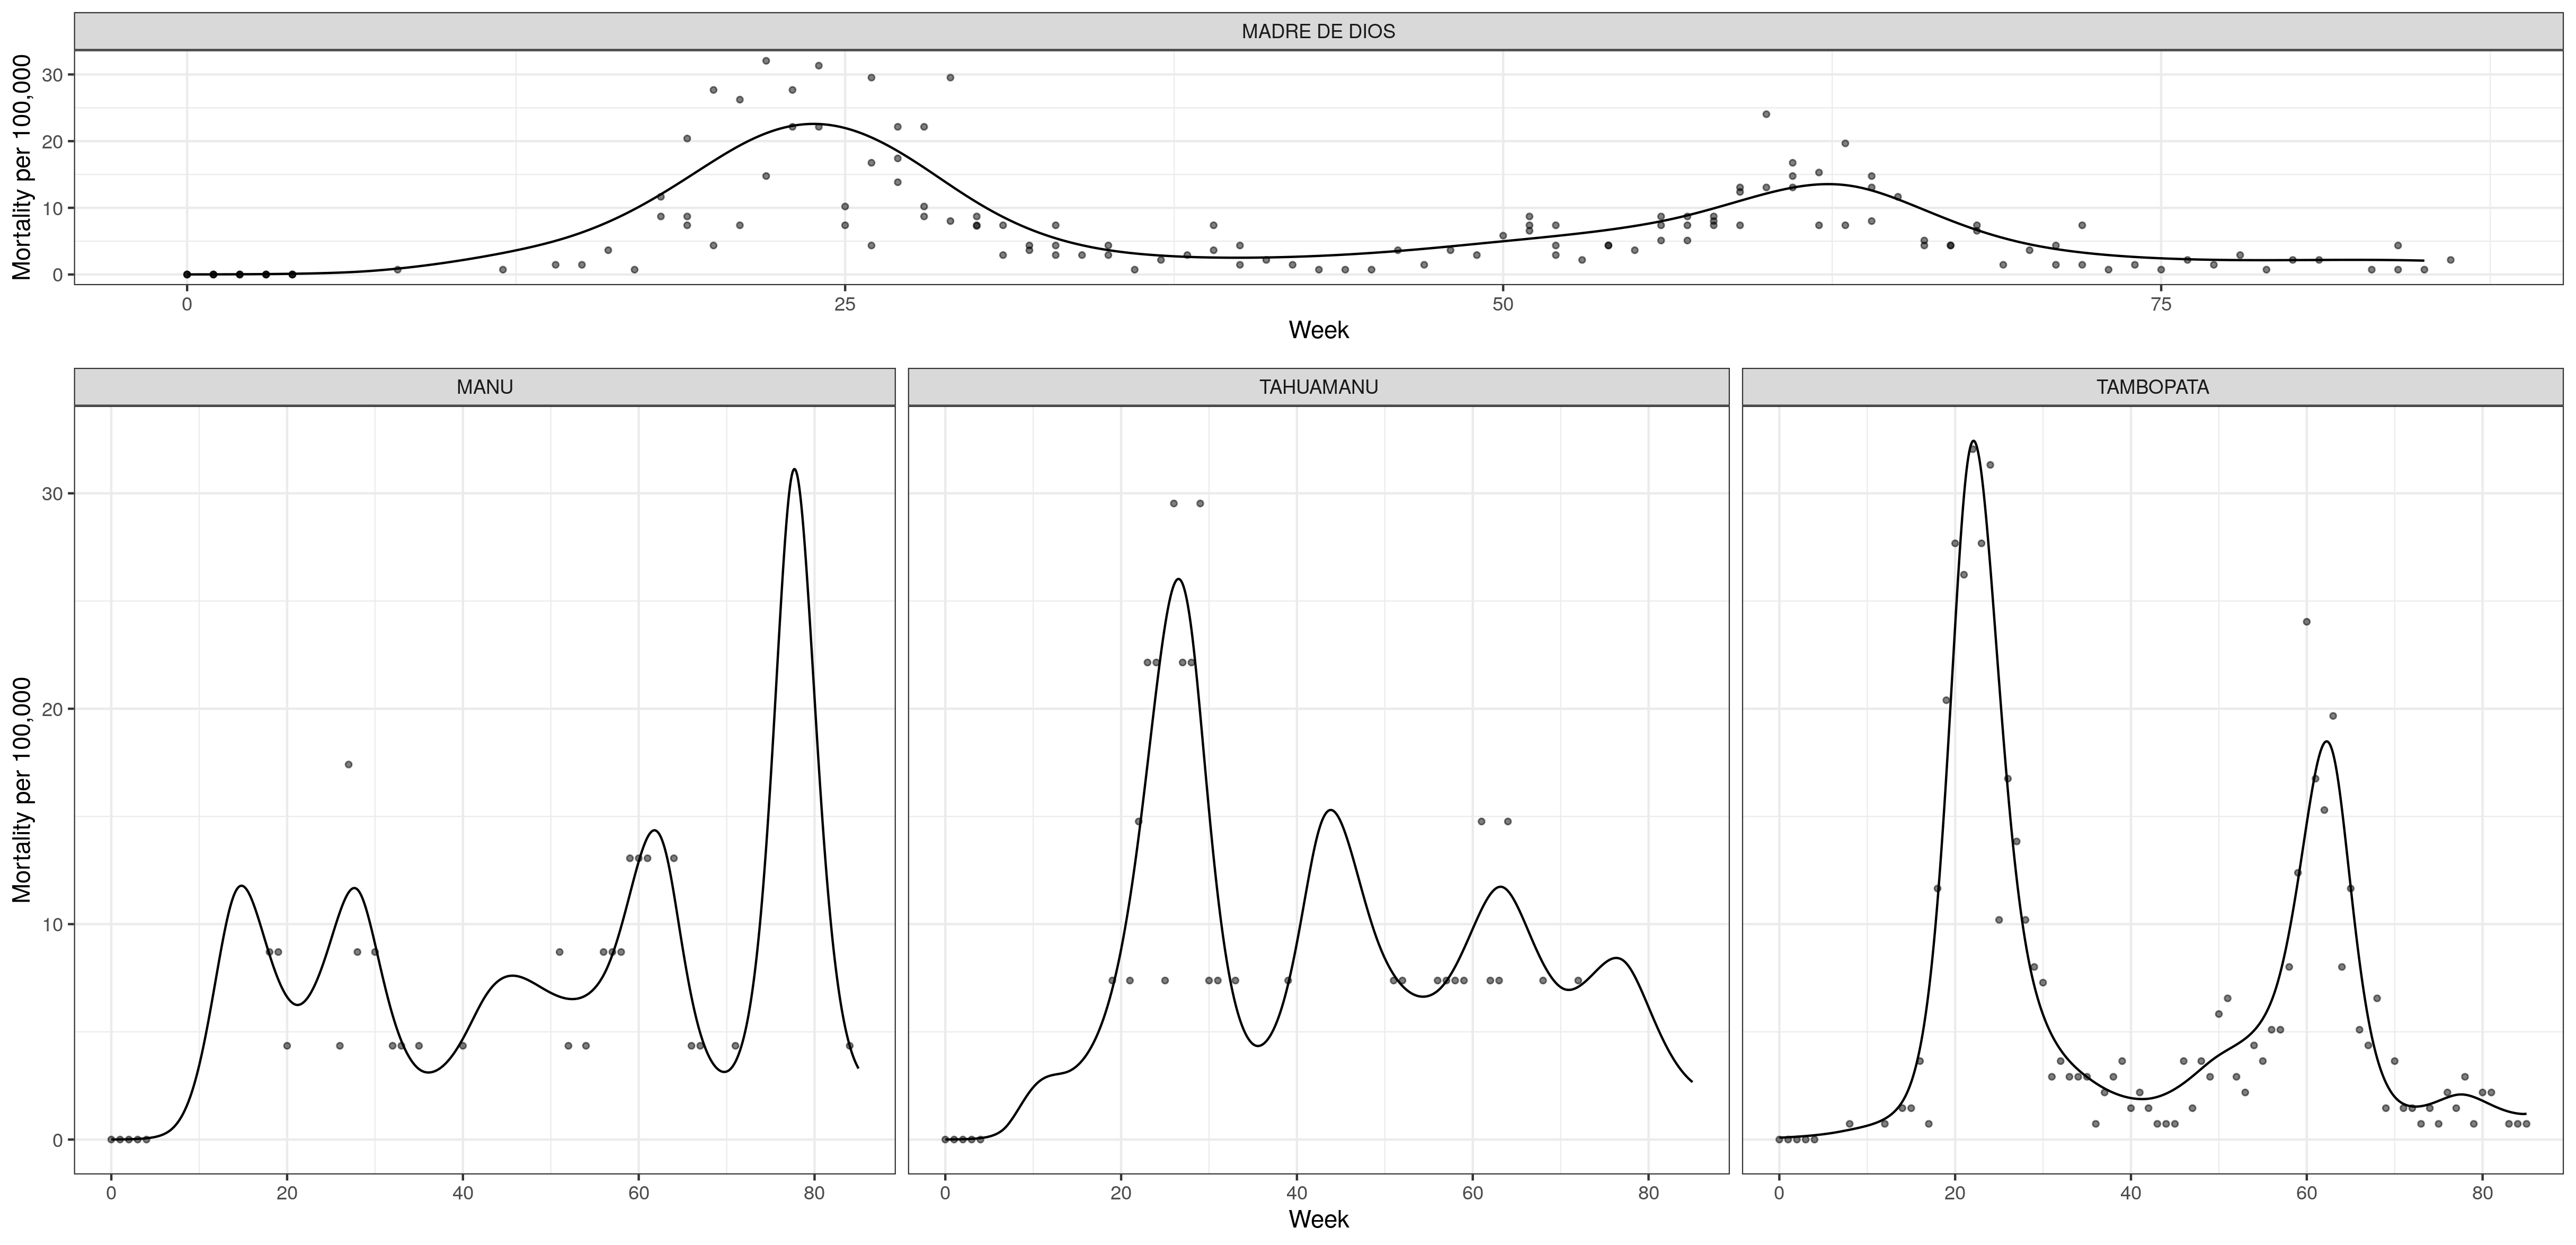 MADRE DE DIOS
Mortality per 100,000
30
20
10
0
0 25 50 75
Week
MANU TAHUAMANU TAMBOPATA
Mortality per 100,000
30
20
10
0
0 20 40 60 80 0 20 40 60 80 0 20 40 60 80
Week